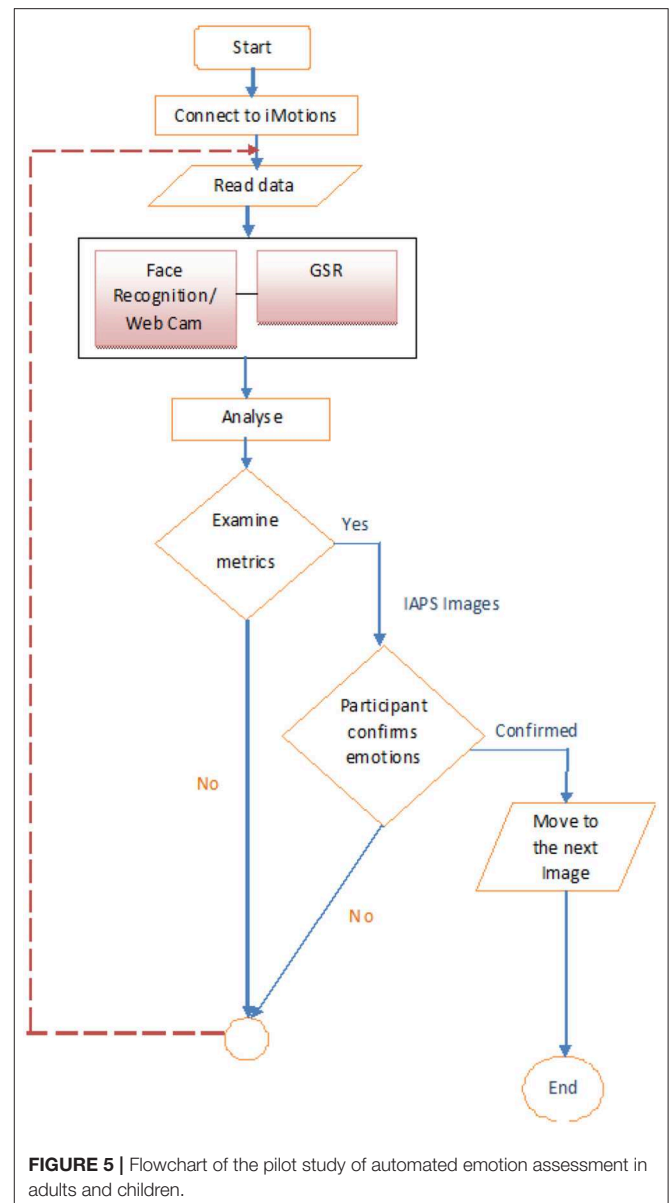 Start
Connect to iMotions
Read data
Face
Recognition/
Web Cam
GSR
Analyse
Examine
metrics
Yes
IAPS Images
Participant
confirms
emotions
Confirmed
No
Move to
the next
Image
No
End
FIGURE 5 | Flowchart of the pilot study of automated emotion assessment in
adults and children.